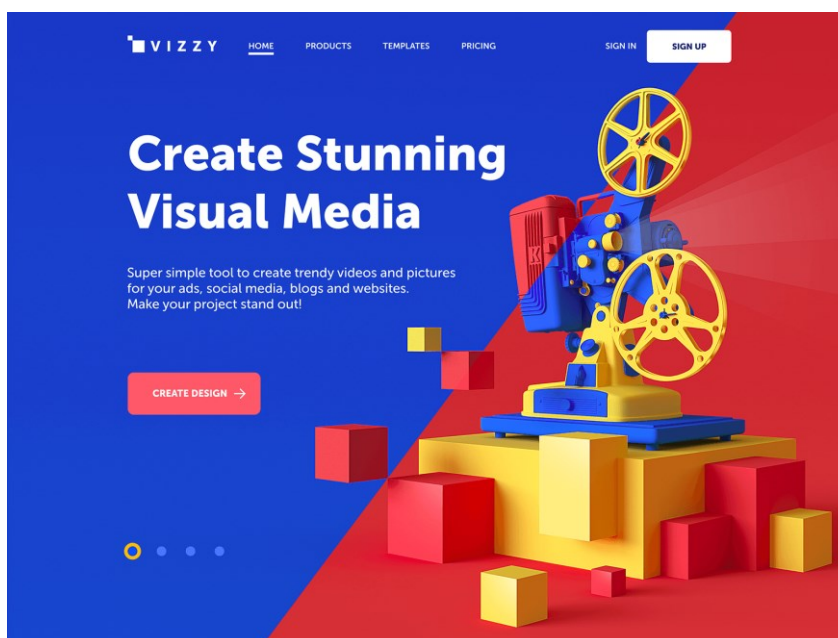 VIZZY
HOME
PRODUCTS
TEMPLATES
PRICING
SIGN IN
SIGN UP
Create Stunning
Visual Media
Super simple tool to create trendy videos and pictures
for your ads, social media, blogs and websites.
Make your project stand out!
CREATE DESIGN →
K